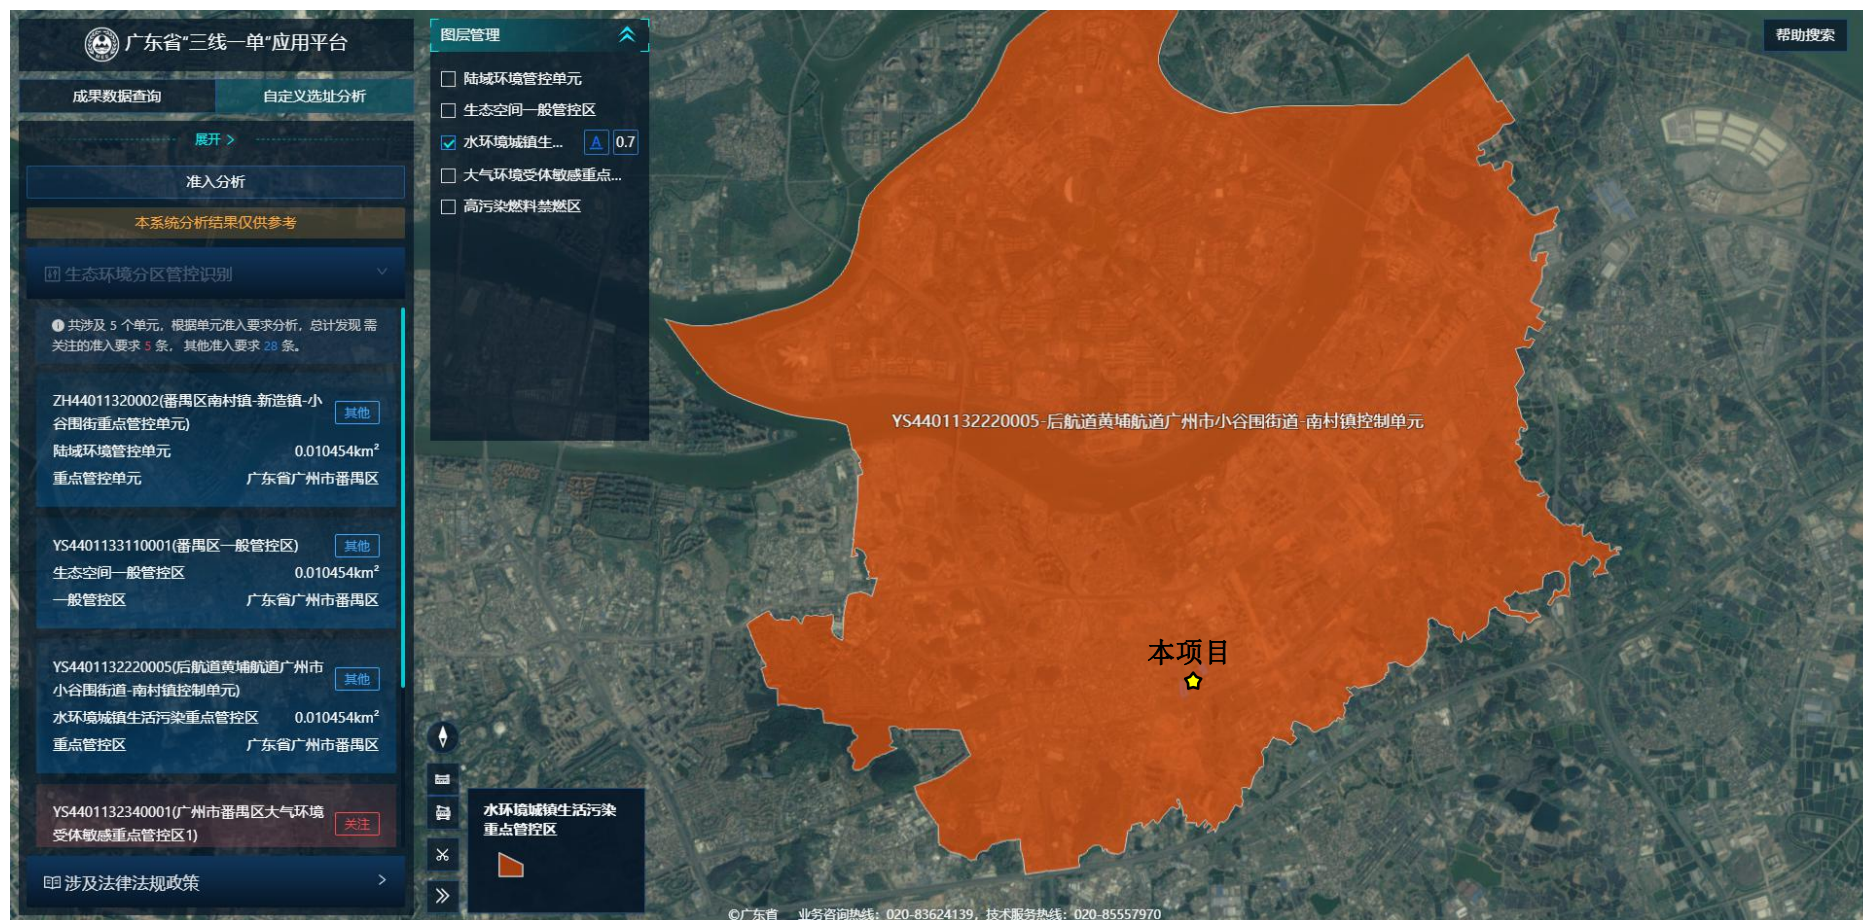 广东省“三线一单”应用平台
成果数据查询
自定义选址分析
展开 >
准入分析
本系统分析结果仅供参考
生态环境分区管控识别
共涉及 5 个单元，根据单元准入要求分析，总计发现 需
关注的准入要求 5 条， 其他准入要求 28 条。
ZH44011320002(番禺区南村镇-新造镇-小
谷围街重点管控单元)
其他
陆域环境管控单元 0.010454km²
重点管控单元 广东省广州市番禺区
YS4401133110001(番禺区一般管控区)
其他
生态空间一般管控区 0.010454km²
一般管控区 广东省广州市番禺区
YS4401132220005(后航道黄埔航道广州市
小谷围街道-南村镇控制单元)
其他
水环境城镇生活污染重点管控区 0.010454km²
重点管控区 广东省广州市番禺区
YS4401132340001(广州市番禺区大气环境
受体敏感重点管控区1)
关注
涉及法律法规政策
图层管理
陆域环境管控单元
生态空间一般管控区
水环境城镇生... A 0.7
大气环境受体敏感重点...
高污染燃料禁燃区
帮助搜索
YS4401132220005-后航道黄埔航道广州市小谷围街道-南村镇控制单元
本项目
水环境城镇生活污染
重点管控区
©广东省 业务咨询热线：020-83624139，技术服务热线：020-85557970